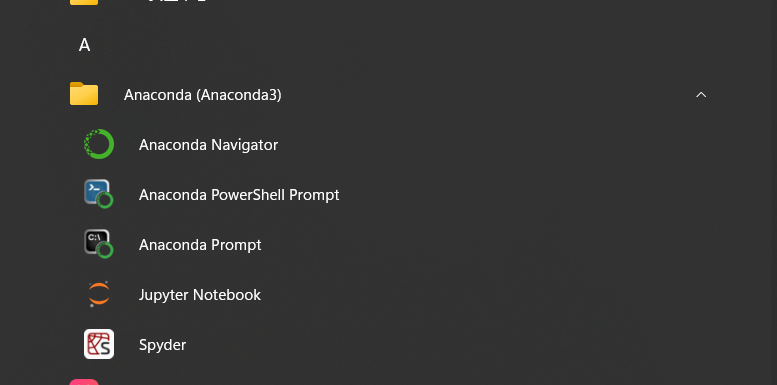 A
Anaconda (Anaconda3)
Anaconda Navigator
Anaconda PowerShell Prompt
C:\
Anaconda Prompt
Jupyter Notebook
Spyder